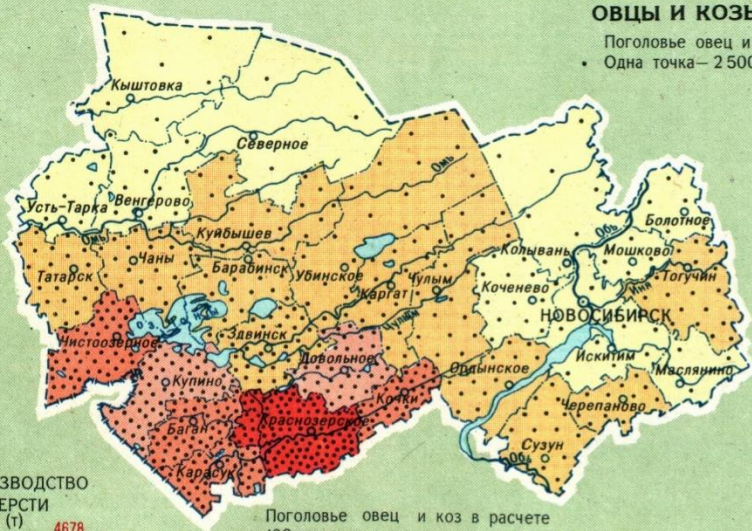 ОВЦЫ И КОЗЫ
Поголовье овец и
Одна точка— 2 500
Кыштовка
Северное
Омь
Усть-Тарка
Венгерово
Омь
Куйбышев
Обь
Болотное
Татарск
Чаны
Барабинск
Убинское
Колывань
Мошково
Каргат
Чулым
Коченево
Тогучин
Иня
НОВОСИБИРСК
Чистоозерное
Оз. Чаны
Здвинск
Чулым
Довольное
Искитим
Маслянино
Купино
Ордынское
Кочки
Черепаново
Баган
Краснозерское
Карасук
Сузун
Обь
ЗВОДСТВО
ЕРСТИ
(т)
4678
Поголовье овец и коз в расчете